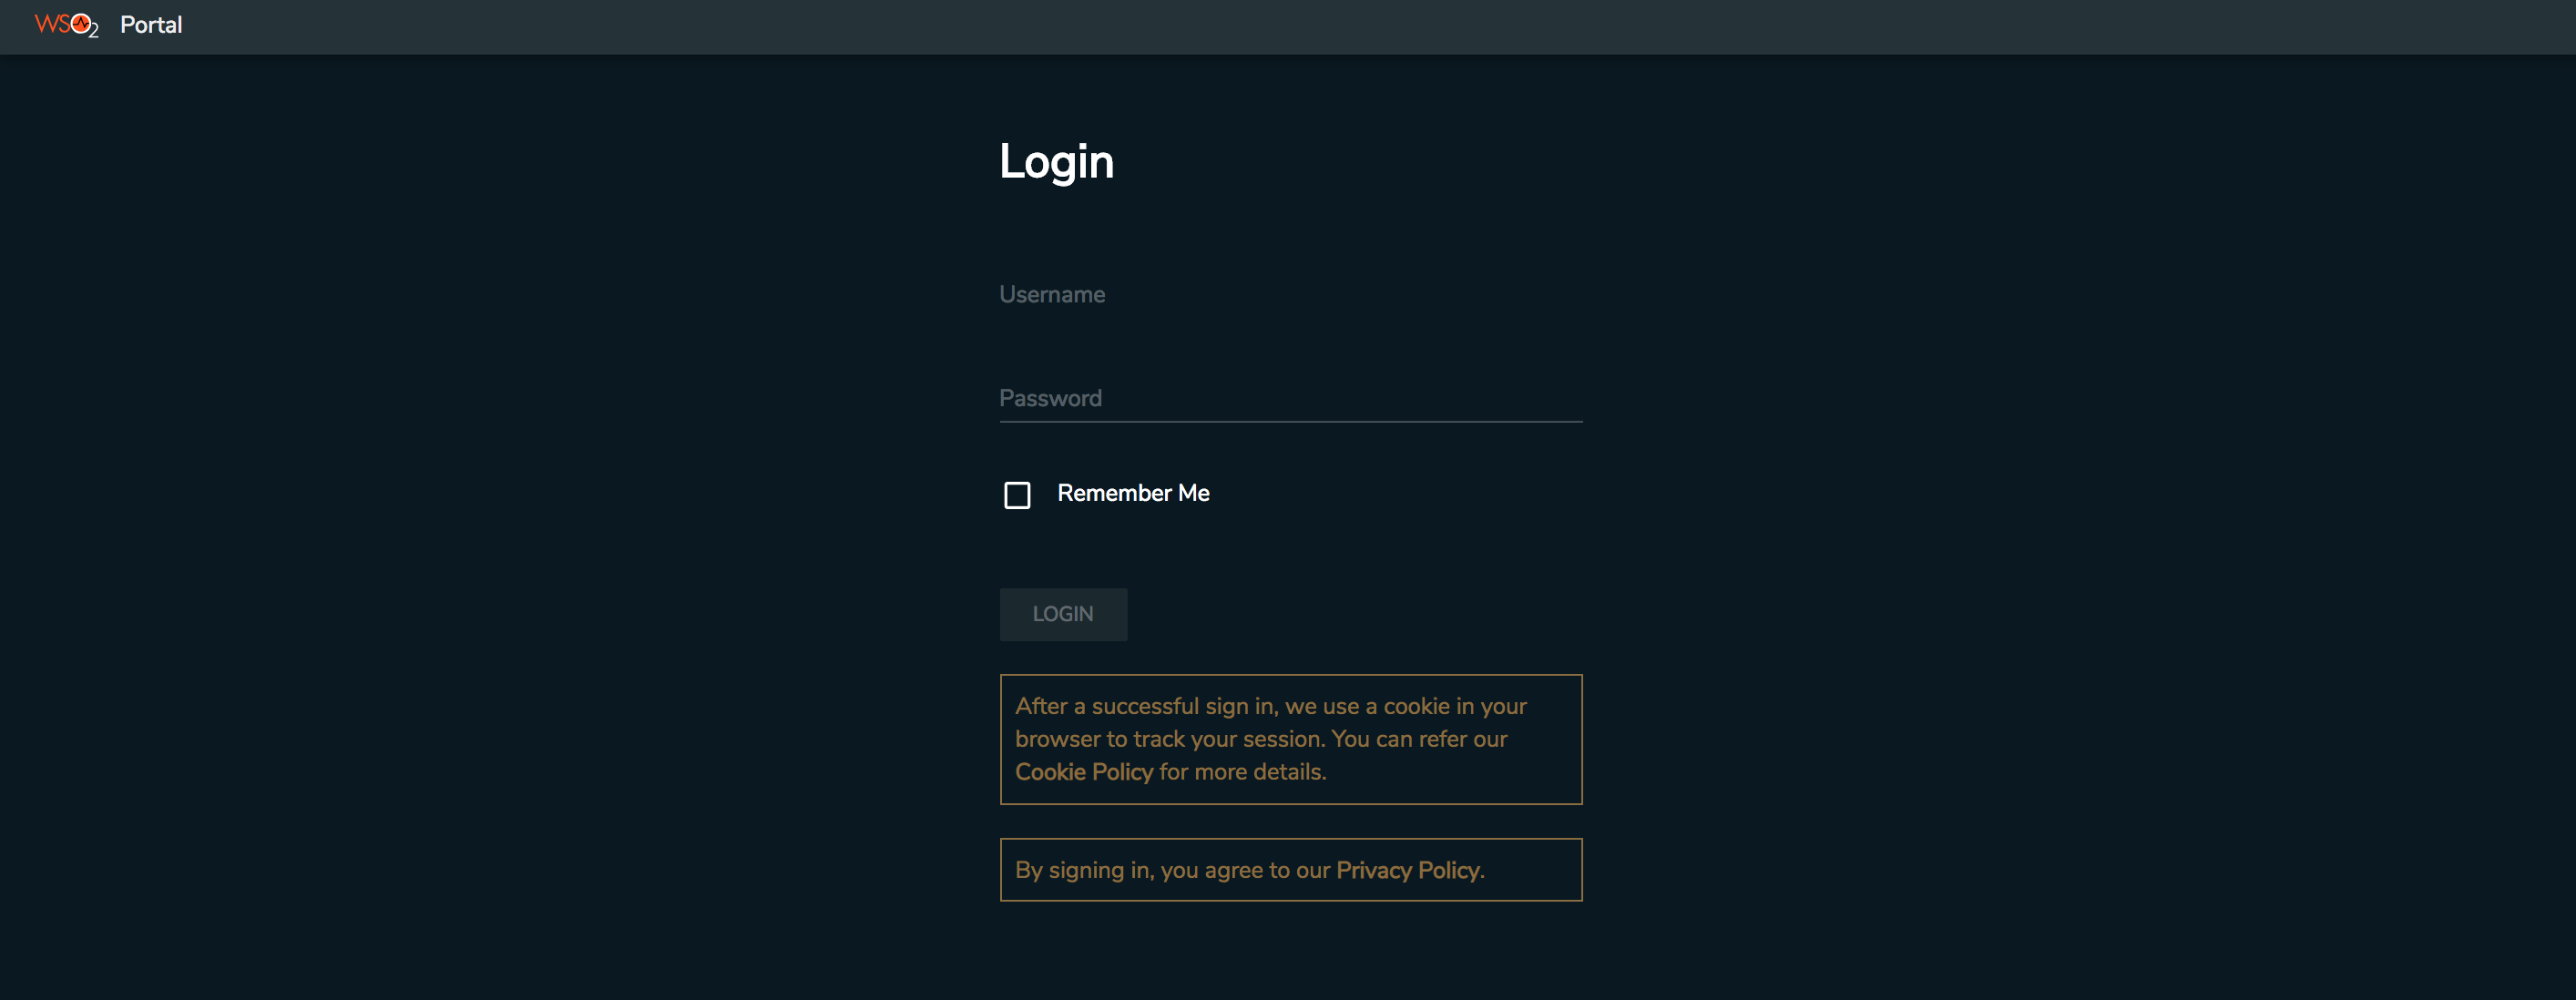 WSO2 Portal
Login
Username
Password
Remember Me
LOGIN
After a successful sign in, we use a cookie in your
browser to track your session. You can refer our
Cookie Policy for more details.
By signing in, you agree to our Privacy Policy.